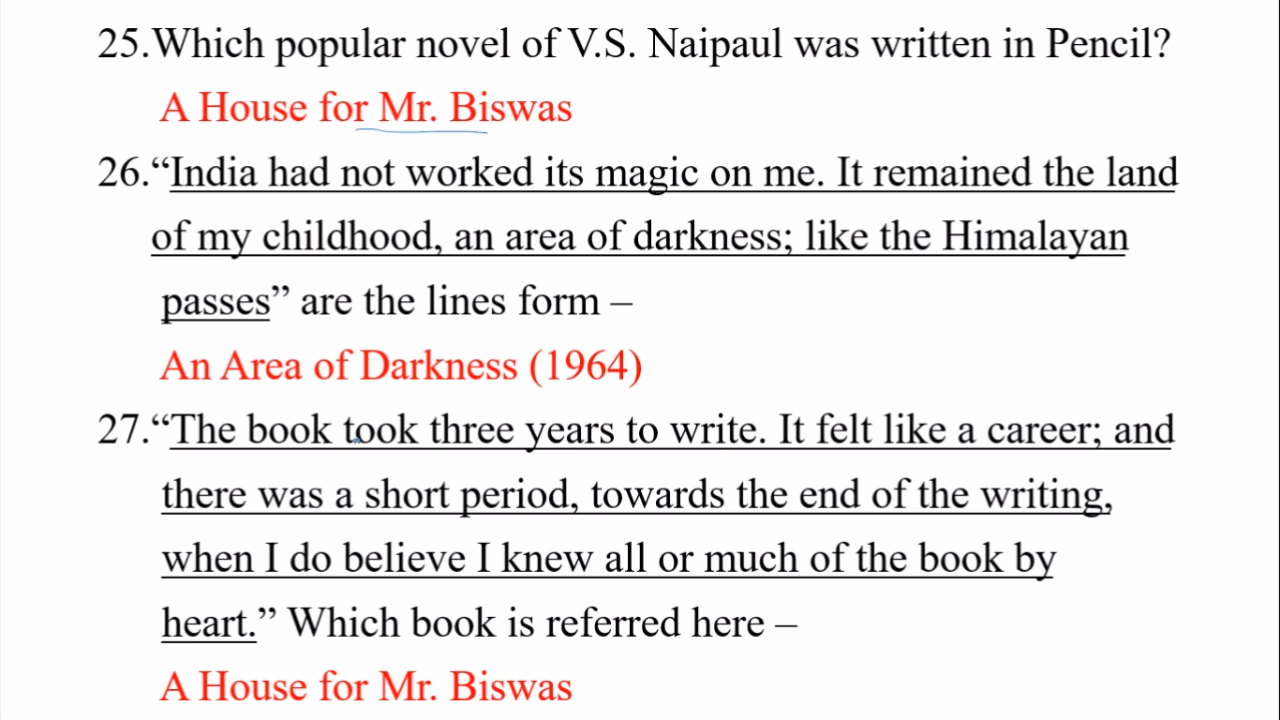 25.Which popular novel of V.S. Naipaul was written in Pencil?
A House for Mr. Biswas
26.“India had not worked its magic on me. It remained the land
of my childhood, an area of darkness; like the Himalayan
passes” are the lines form –
An Area of Darkness (1964)
27.“The book took three years to write. It felt like a career; and
there was a short period, towards the end of the writing,
when I do believe I knew all or much of the book by
heart.” Which book is referred here –
A House for Mr. Biswas